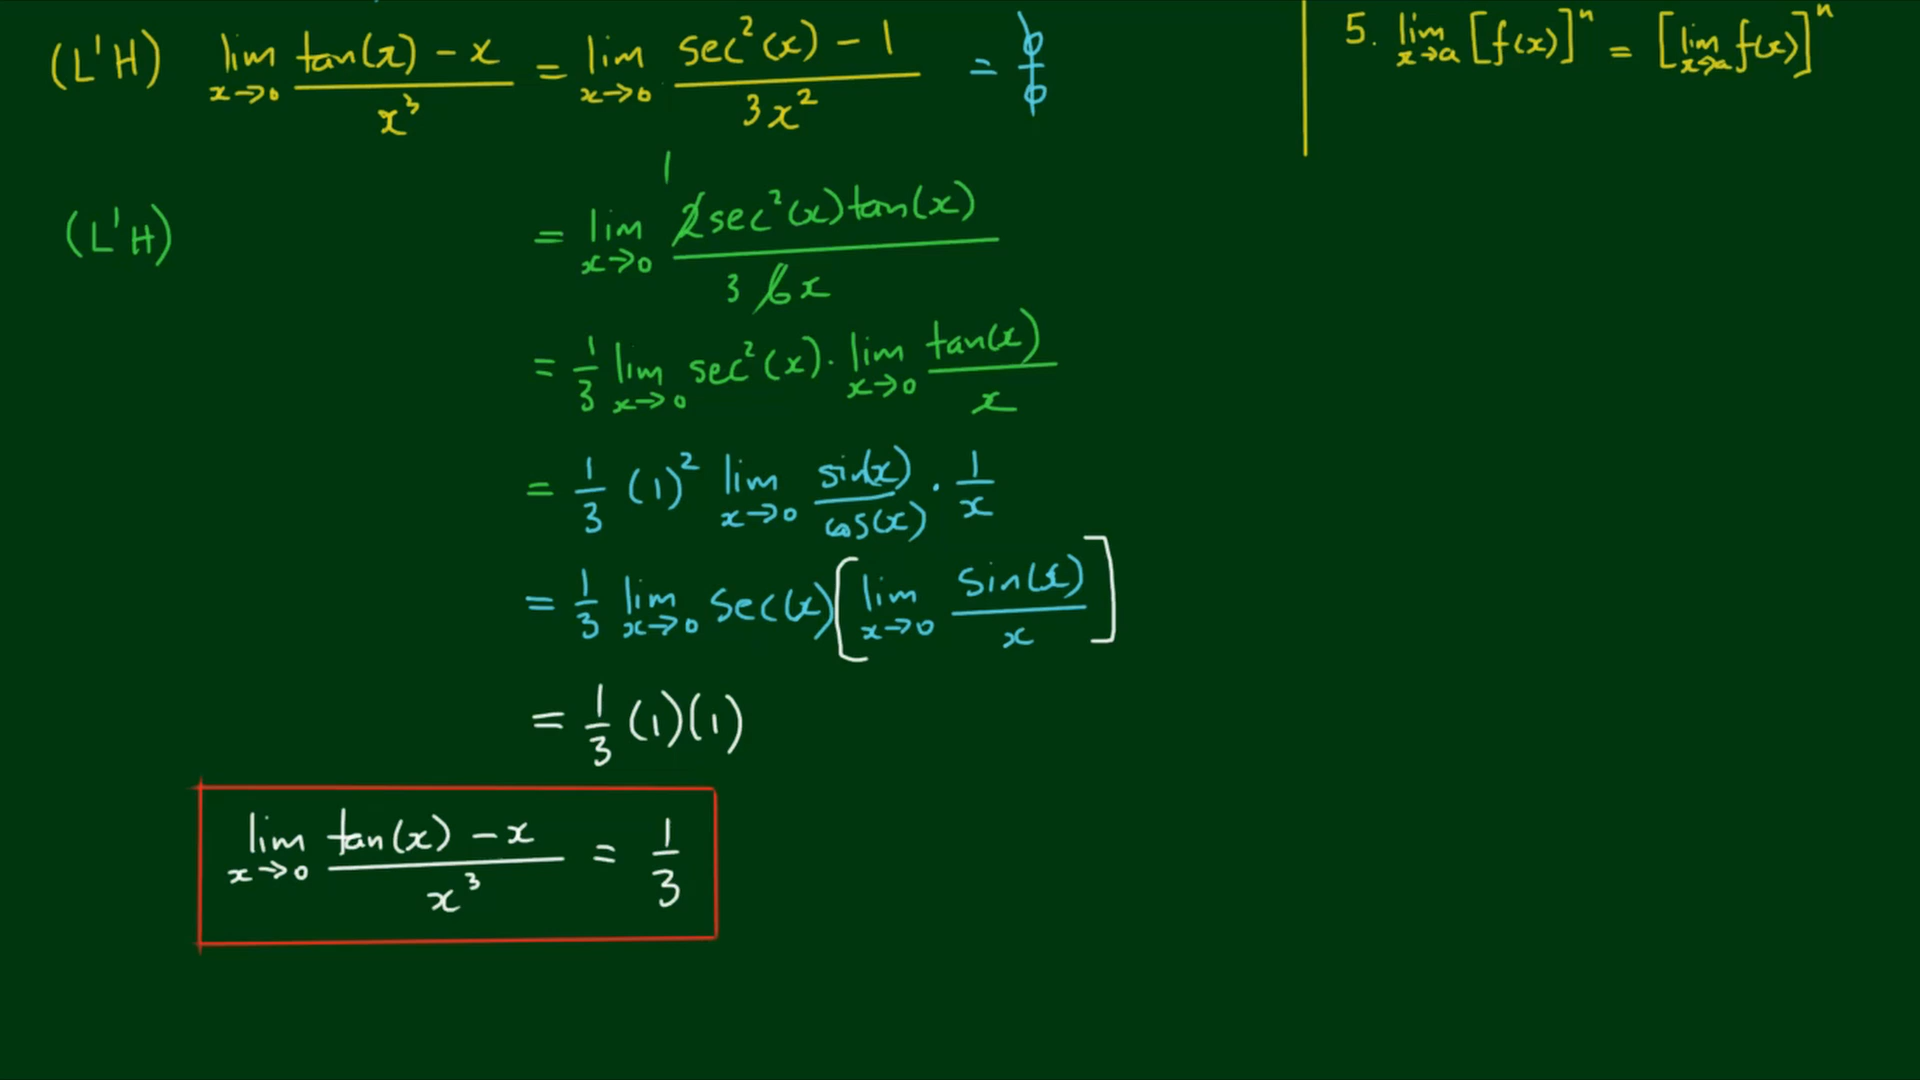 (L'H) lim x→0 (tan(x) - x)/x³ = lim x→0 (sec²(x) - 1)/3x² = 0/0
5. lim x→a [f(x)]ⁿ = [lim x→a f(x)]ⁿ
(L'H) = lim x→0 1 2sec²(x)tan(x)/3 6x
= 1/3 lim x→0 sec²(x) · lim x→0 tan(x)/x
= 1/3 (1)² lim x→0 sin(x)/cos(x) · 1/x
= 1/3 lim x→0 sec(x) [lim x→0 sin(x)/x]
= 1/3 (1)(1)
lim x→0 (tan(x) - x)/x³ = 1/3